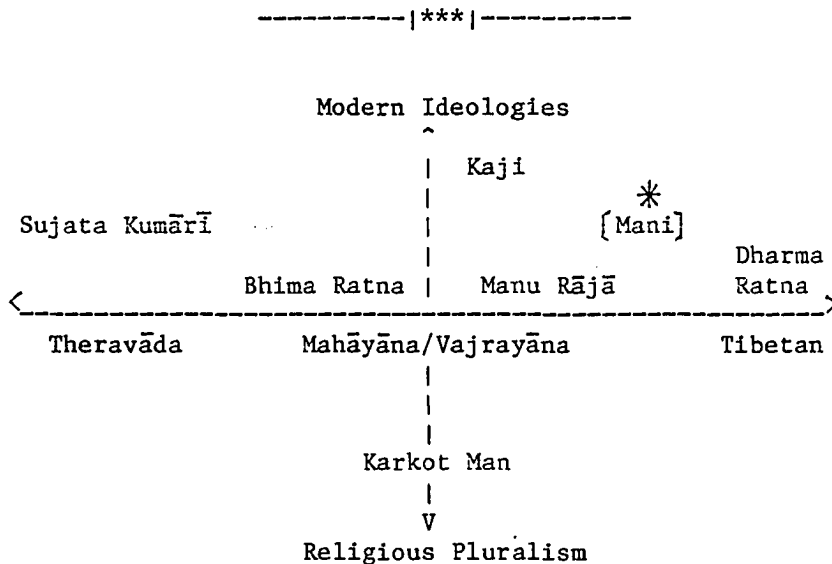 -----------|***|-----------
Modern Ideologies
^
| Kaji
*
Sujata Kumārī | [Mani]
Dharma
Bhima Ratna | Manu Rājā Ratna
<------------------------------------------------>
Theravāda Mahāyāna/Vajrayāna Tibetan
|
|
|
Karkot Man
|
V
Religious Pluralism